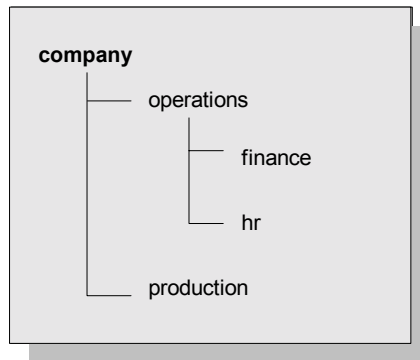 company
operations
finance
hr
production